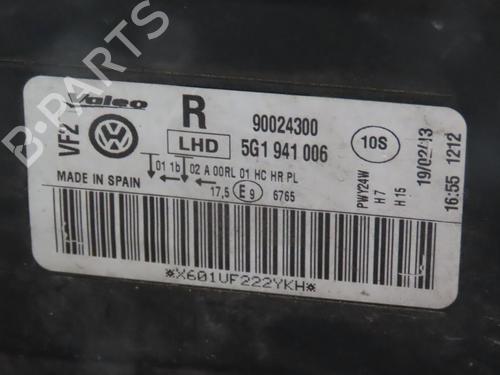 B-PARTS
Valeo
VF2
R
LHD
90024300
5G1 941 006
10S
01 1b 02 A 00RL 01 HC HR PL
MADE IN SPAIN
17,5 E9 6765
PWY24W
H7
H15
19/02/13
16:55 1212
*X601UF222YKH*